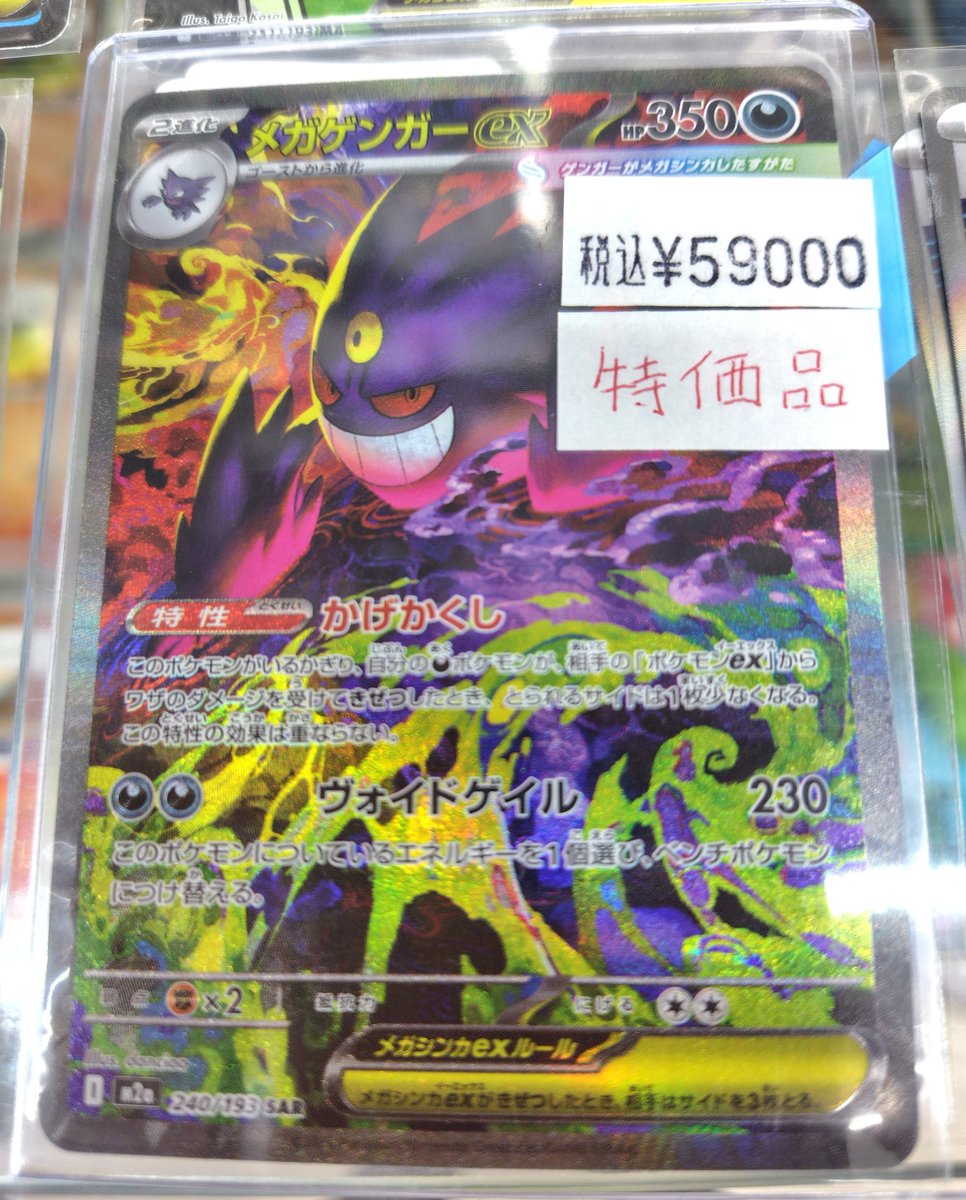 Illus. Taiga Kasai
2進化
メガゲンガーex
HP350
ゴーストから進化
ゲンガーがメガシンカしたすがた
税込¥59000
特価品
特性
とくせい
かげかくし
このポケモンがいるかぎり、自分のポケモンが、相手の「ポケモンex」から
ワザのダメージを受けてきぜつしたとき、とられるサイドは1枚少なくなる。
この特性の効果は重ならない。
ヴォイドゲイル 230
このポケモンについているエネルギーを1個選び、ベンチポケモン
につけ替える。
弱点 ×2 抵抗力 にげる
メガシンカexルール
メガシンカexがきぜつしたとき、相手はサイドを3枚とる。
I m2a 240/193 SAR